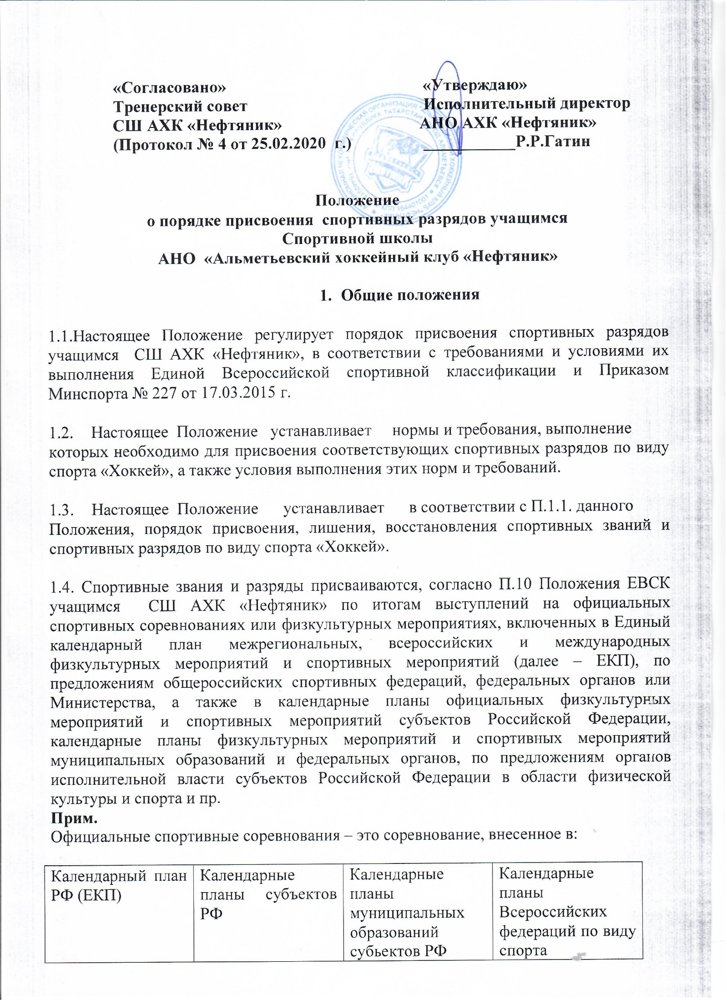 «Согласовано»
Тренерский совет
СШ АХК «Нефтяник»
(Протокол № 4 от 25.02.2020 г.)
«Утверждаю»
Исполнительный директор
АНО АХК «Нефтяник»
___________Р.Р.Гатин
КПП 164401001
Положение
о порядке присвоения спортивных разрядов учащимся
Спортивной школы
АНО «Альметьевский хоккейный клуб «Нефтяник»
1. Общие положения
1.1.Настоящее Положение регулирует порядок присвоения спортивных разрядов
учащимся СШ АХК «Нефтяник», в соответствии с требованиями и условиями их
выполнения Единой Всероссийской спортивной классификации и Приказом
Минспорта № 227 от 17.03.2015 г.
1.2. Настоящее Положение устанавливает нормы и требования, выполнение
которых необходимо для присвоения соответствующих спортивных разрядов по виду
спорта «Хоккей», а также условия выполнения этих норм и требований.
1.3. Настоящее Положение устанавливает в соответствии с П.1.1. данного
Положения, порядок присвоения, лишения, восстановления спортивных званий и
спортивных разрядов по виду спорта «Хоккей».
1.4. Спортивные звания и разряды присваиваются, согласно П.10 Положения ЕВСК
учащимся СШ АХК «Нефтяник» по итогам выступлений на официальных
спортивных соревнованиях или физкультурных мероприятиях, включенных в Единый
календарный план межрегиональных, всероссийских и международных
физкультурных мероприятий и спортивных мероприятий (далее – ЕКП), по
предложениям общероссийских спортивных федераций, федеральных органов или
Министерства, а также в календарные планы официальных физкультурных
мероприятий и спортивных мероприятий субъектов Российской Федерации,
календарные планы физкультурных мероприятий и спортивных мероприятий
муниципальных образований и федеральных органов, по предложениям органов
исполнительной власти субъектов Российской Федерации в области физической
культуры и спорта и пр.
Прим.
Официальные спортивные соревнования – это соревнование, внесенное в:
Календарный план
РФ (ЕКП)
Календарные
планы субъектов
РФ
Календарные
планы
муниципальных
образований
субьектов РФ
Календарные
планы
Всероссийских
федераций по виду
спорта